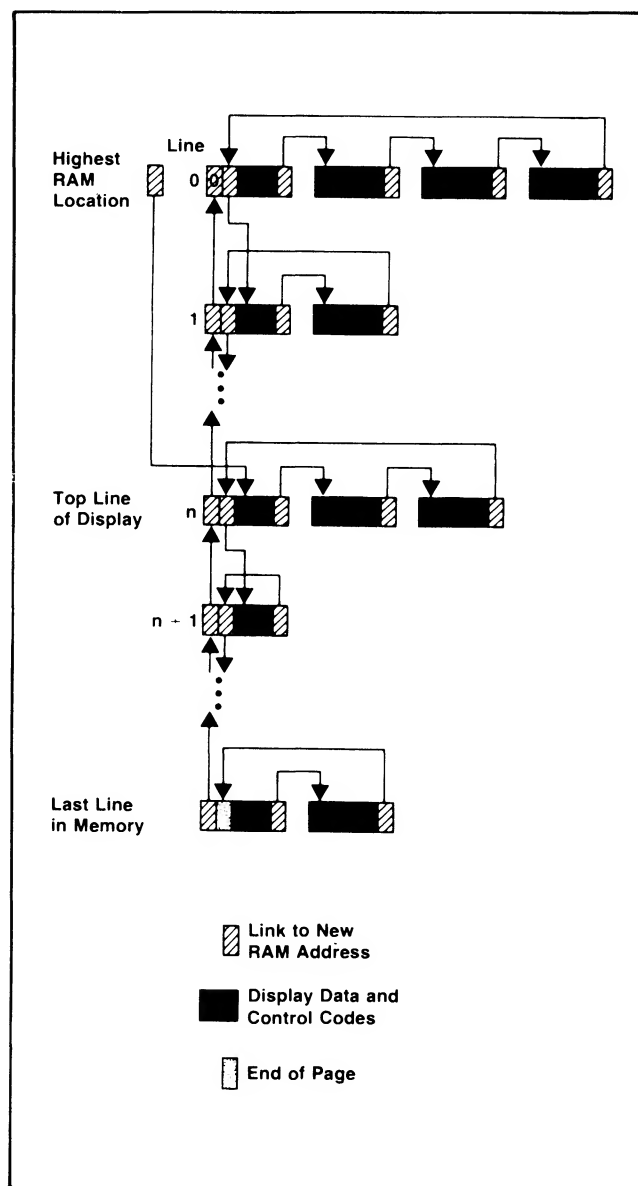 Line
Highest
RAM
Location
0
0
1
Top Line
of Display
n
n + 1
Last Line
in Memory
Link to New
RAM Address
Display Data and
Control Codes
End of Page